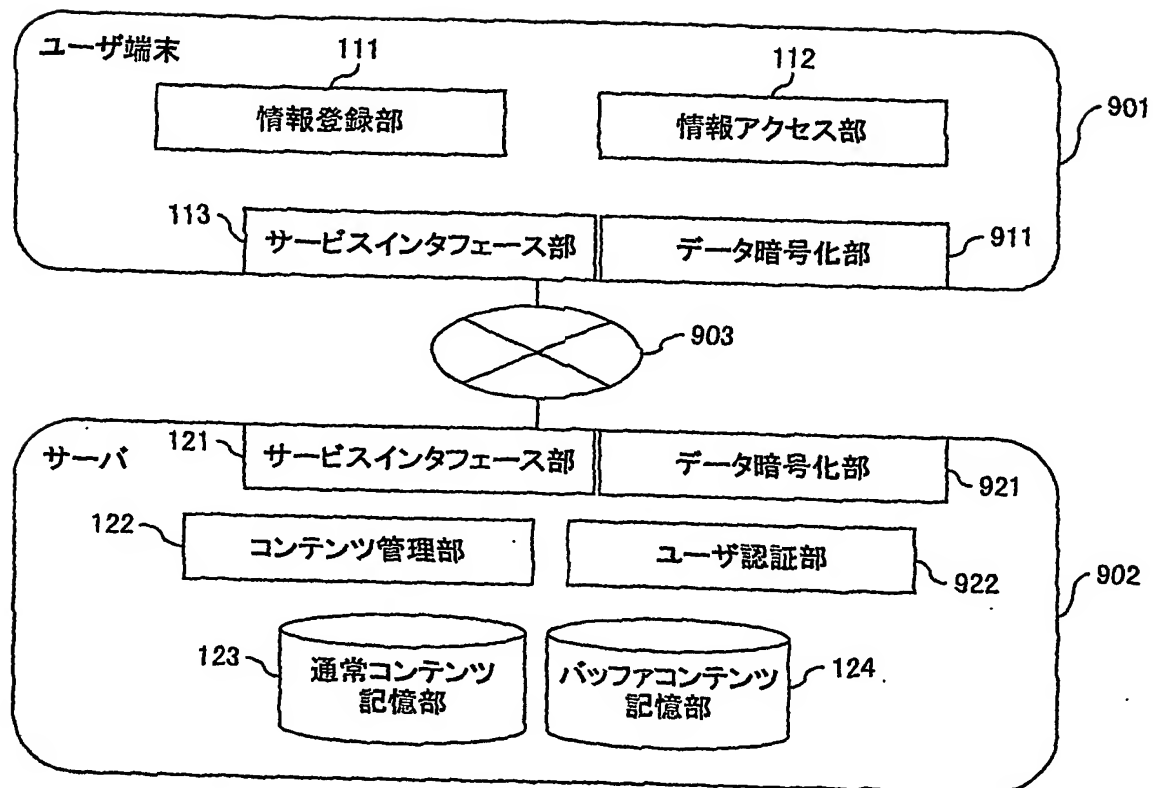 ユーザ端末
111
112
情報登録部
情報アクセス部
901
113
サービスインタフェース部
データ暗号化部
911
903
サーバ
121
サービスインタフェース部
データ暗号化部
921
122
コンテンツ管理部
ユーザ認証部
922
902
123
通常コンテンツ
記憶部
バッファコンテンツ
記憶部
124